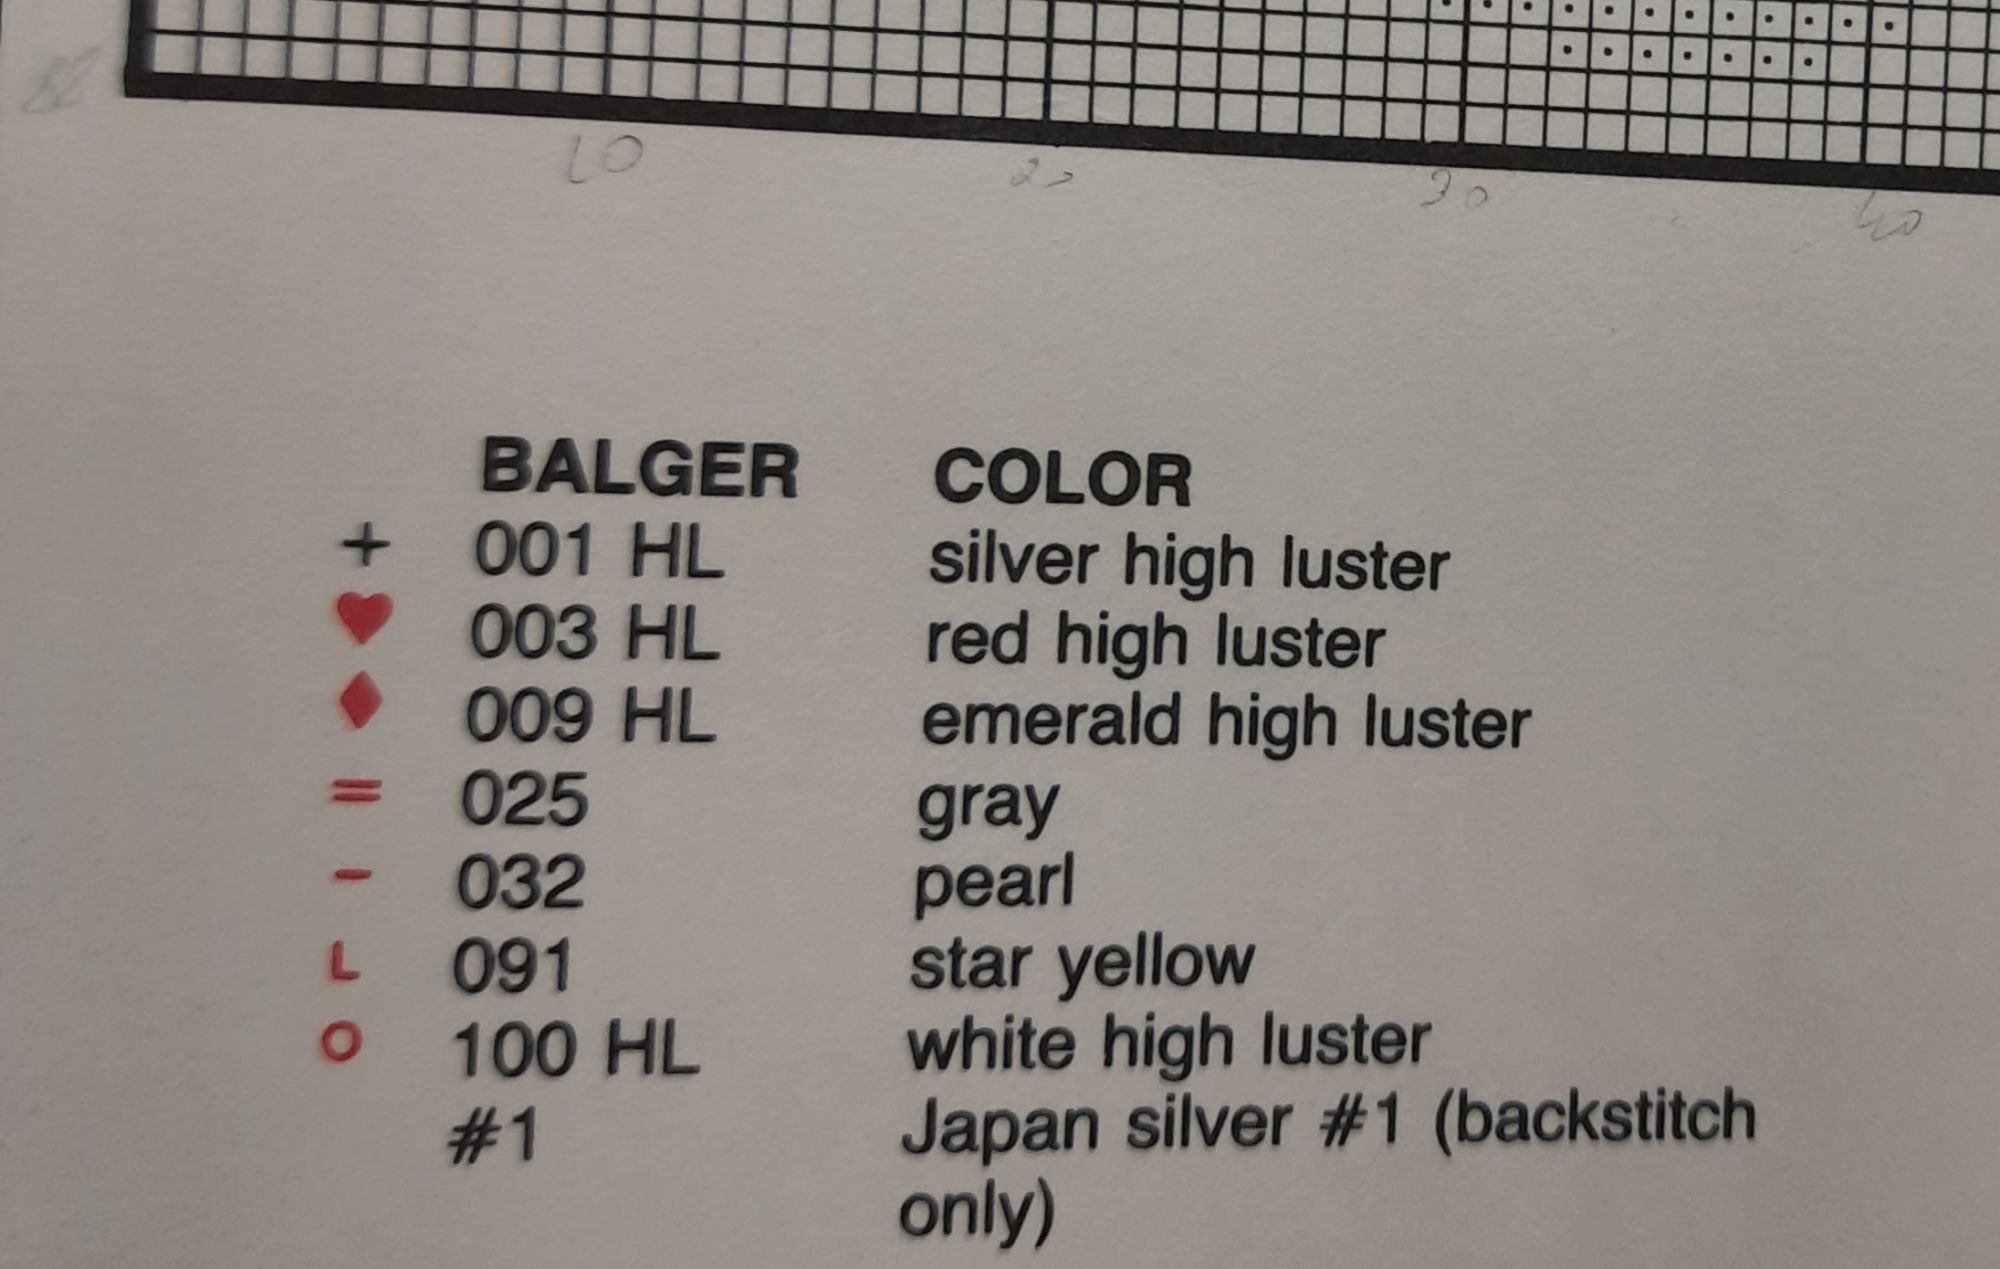 10 20 30 40
BALGER COLOR
+ 001 HL silver high luster
♥ 003 HL red high luster
♦ 009 HL emerald high luster
= 025 gray
- 032 pearl
L 091 star yellow
O 100 HL white high luster
#1 Japan silver #1 (backstitch
only)